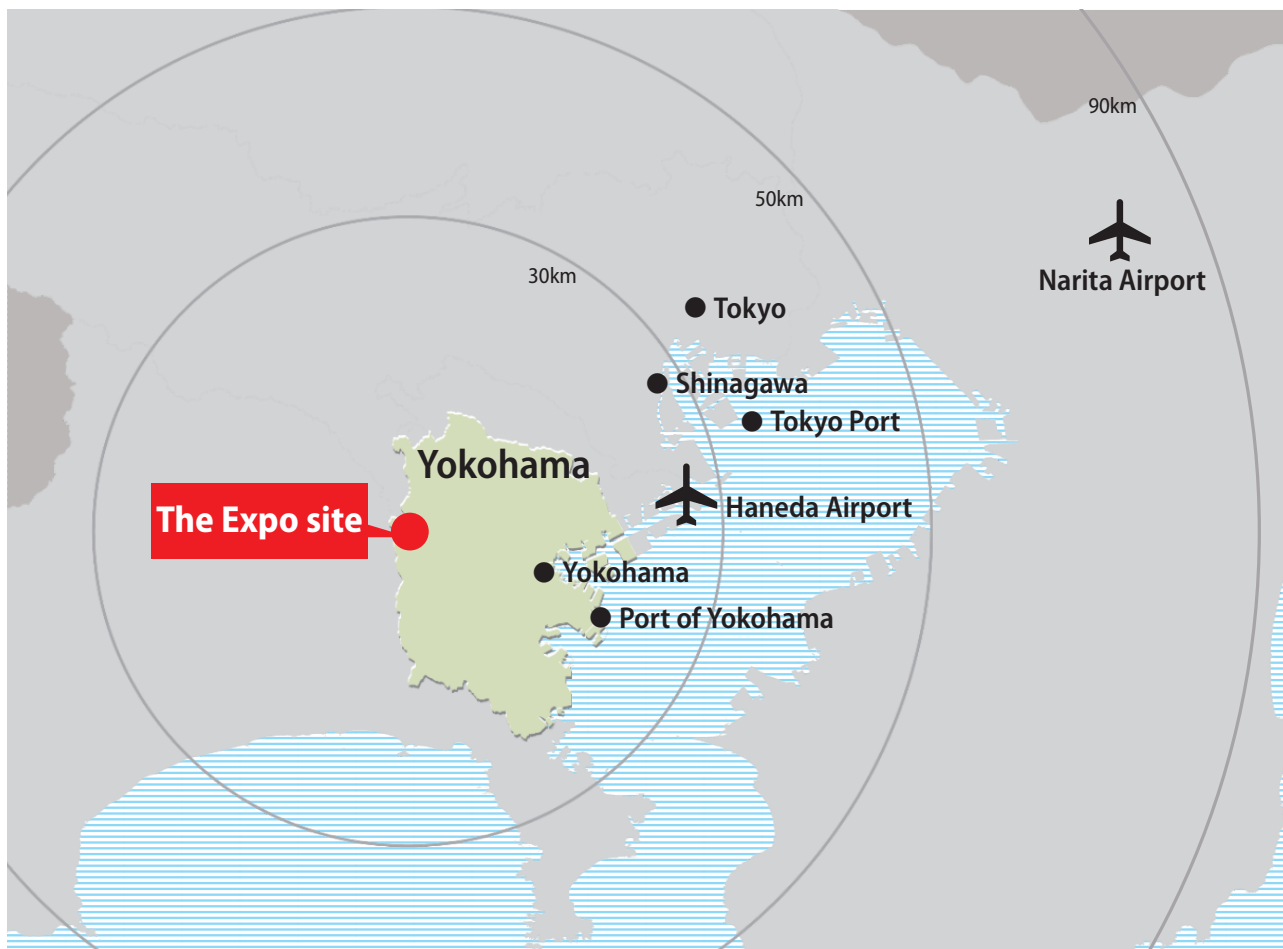 90km
50km
30km
Narita Airport
Tokyo
Shinagawa
Tokyo Port
Yokohama
Haneda Airport
The Expo site
Yokohama
Port of Yokohama